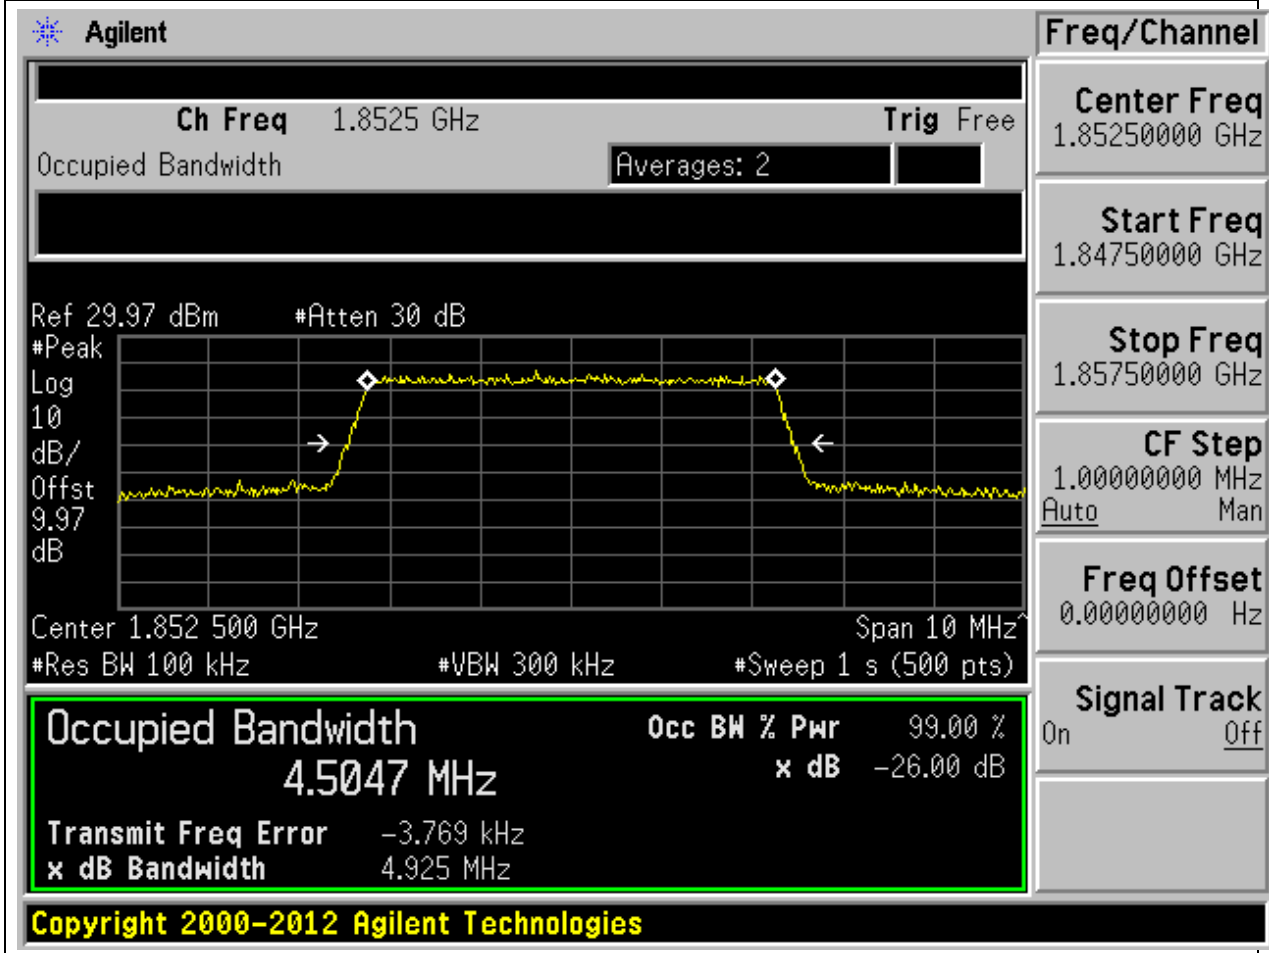 Agilent
Freq/Channel
Ch Freq 1.8525 GHz Trig Free
Occupied Bandwidth Averages: 2
Center Freq
1.85250000 GHz
Start Freq
1.84750000 GHz
Stop Freq
1.85750000 GHz
CF Step
1.00000000 MHz
Auto Man
Freq Offset
0.00000000 Hz
Signal Track
On Off
Ref 29.97 dBm #Atten 30 dB
#Peak
Log
10
dB/
Offst
9.97
dB
Center 1.852 500 GHz Span 10 MHz^
#Res BW 100 kHz #VBW 300 kHz #Sweep 1 s (500 pts)
Occupied Bandwidth Occ BW % Pwr 99.00 %
4.5047 MHz x dB -26.00 dB
Transmit Freq Error -3.769 kHz
x dB Bandwidth 4.925 MHz
Copyright 2000-2012 Agilent Technologies